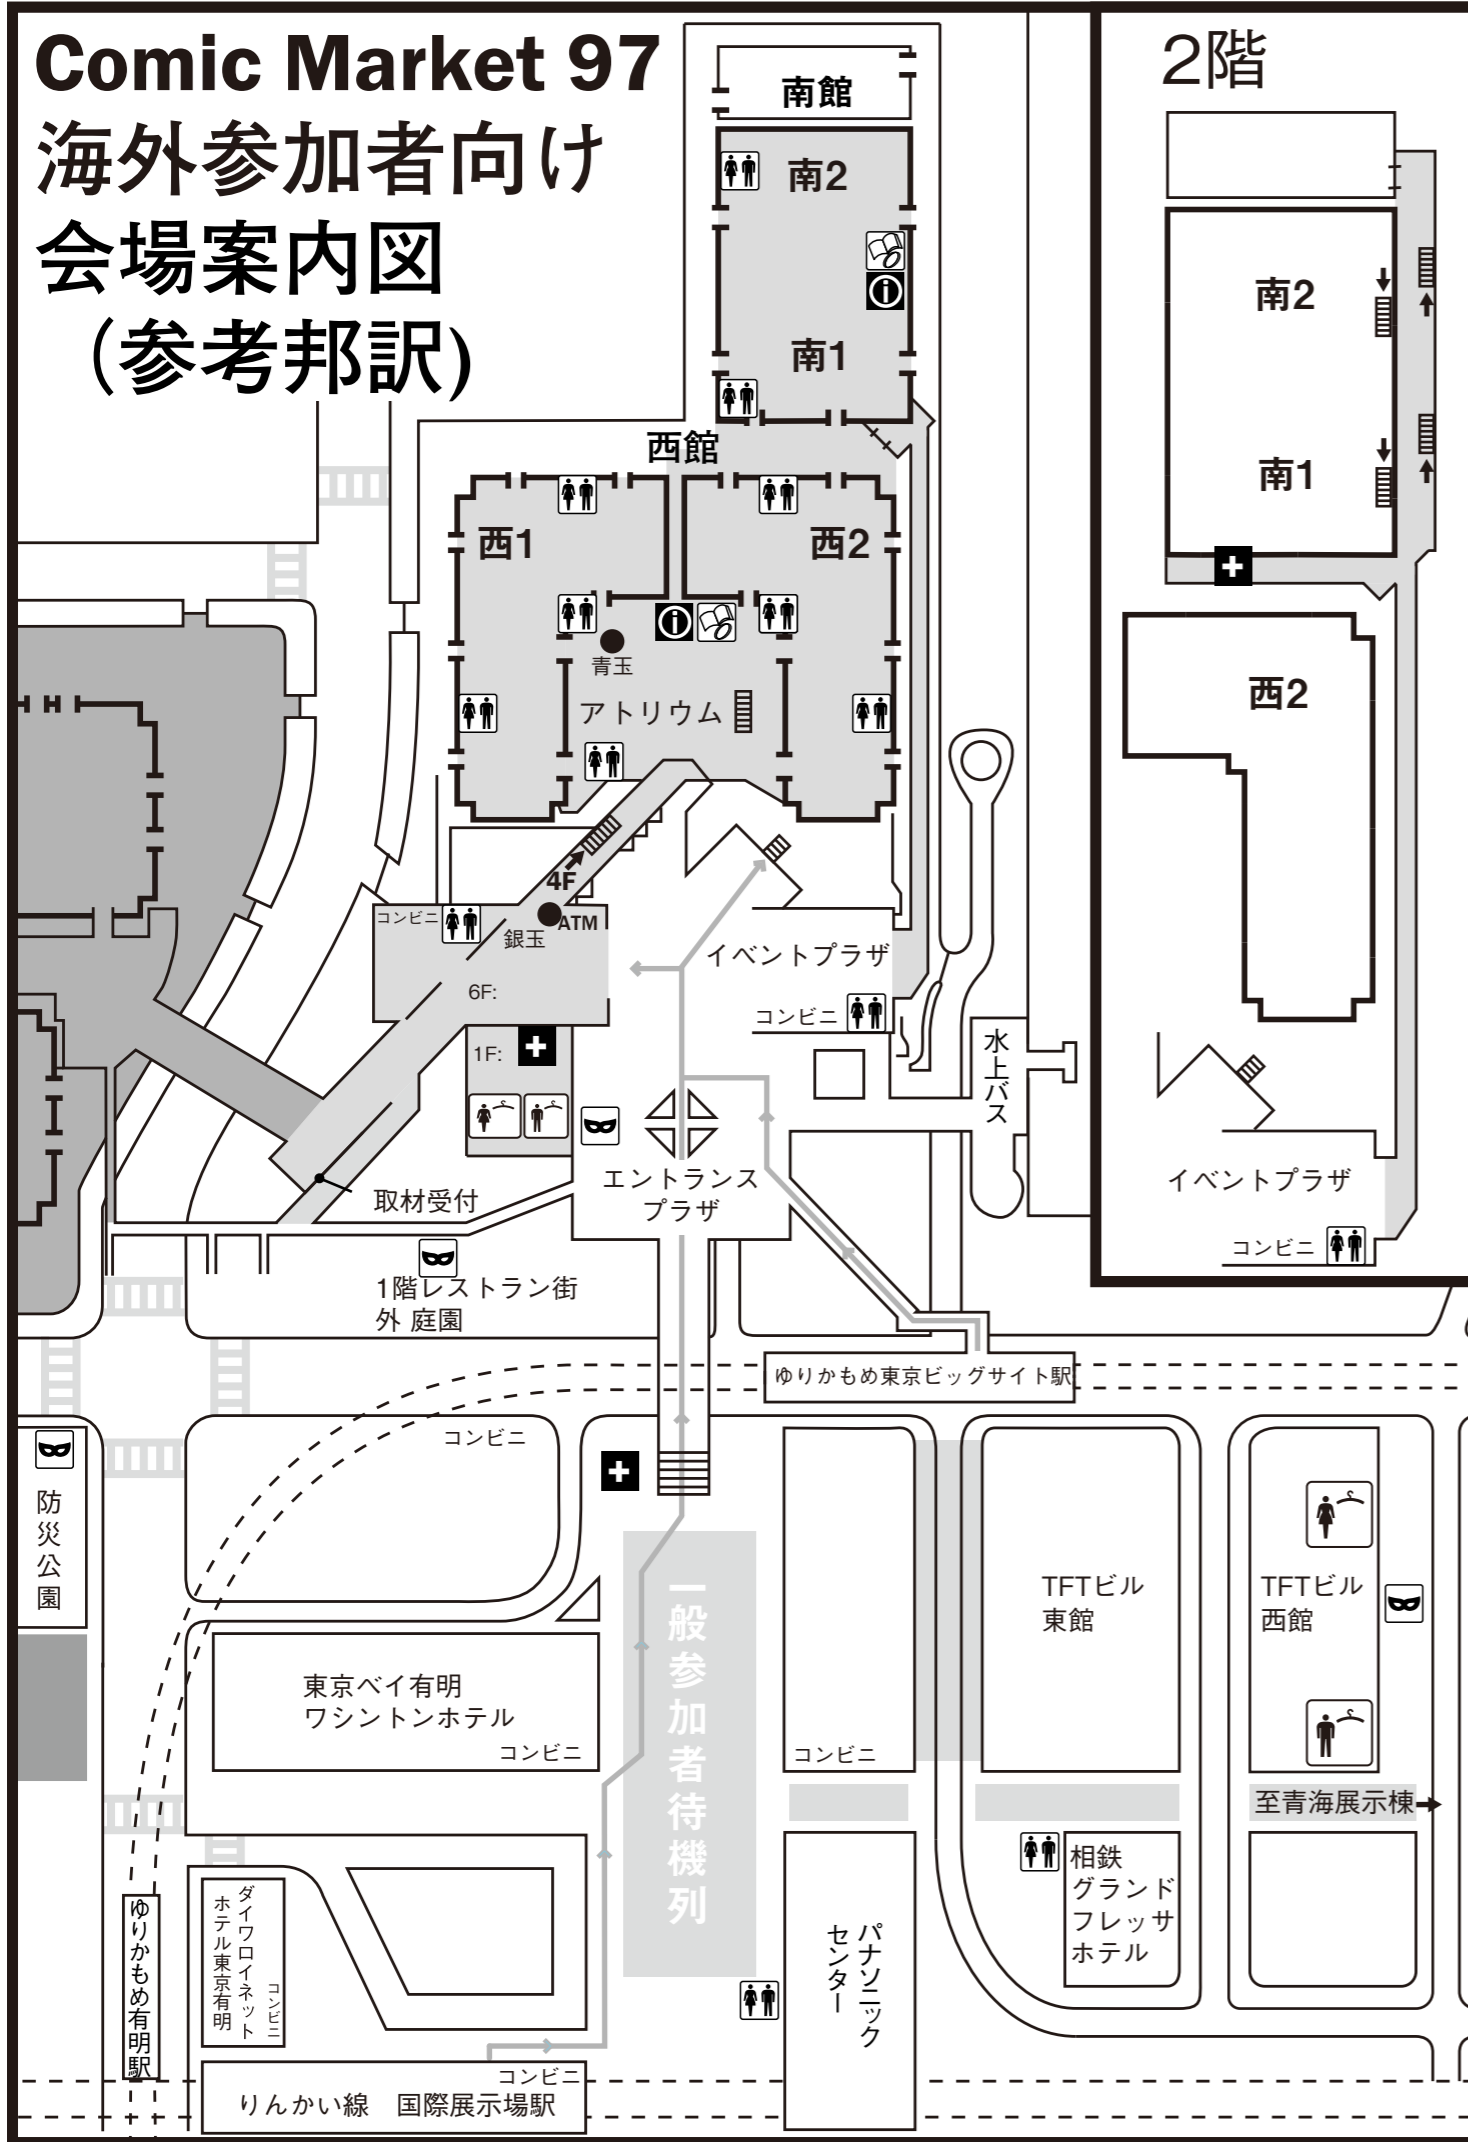 Comic Market 97
海外参加者向け
会場案内図
（参考邦訳)
南館
南2
南1
西館
西1
西2
青玉
アトリウム
4F
コンビニ
ATM
銀玉
6F:
1F:
イベントプラザ
コンビニ
水上バス
エントランス
プラザ
取材受付
1階レストラン街
外 庭園
2階
南2
南1
西2
イベントプラザ
コンビニ
ゆりかもめ東京ビッグサイト駅
コンビニ
防災公園
一般参加者待機列
東京ベイ有明
ワシントンホテル
コンビニ
コンビニ
TFTビル
東館
TFTビル
西館
至青海展示棟
相鉄
グランド
フレッサ
ホテル
パナソニック
センター
ダイワロイネット
ホテル東京有明
コンビニ
ゆりかもめ有明駅
コンビニ
りんかい線　国際展示場駅